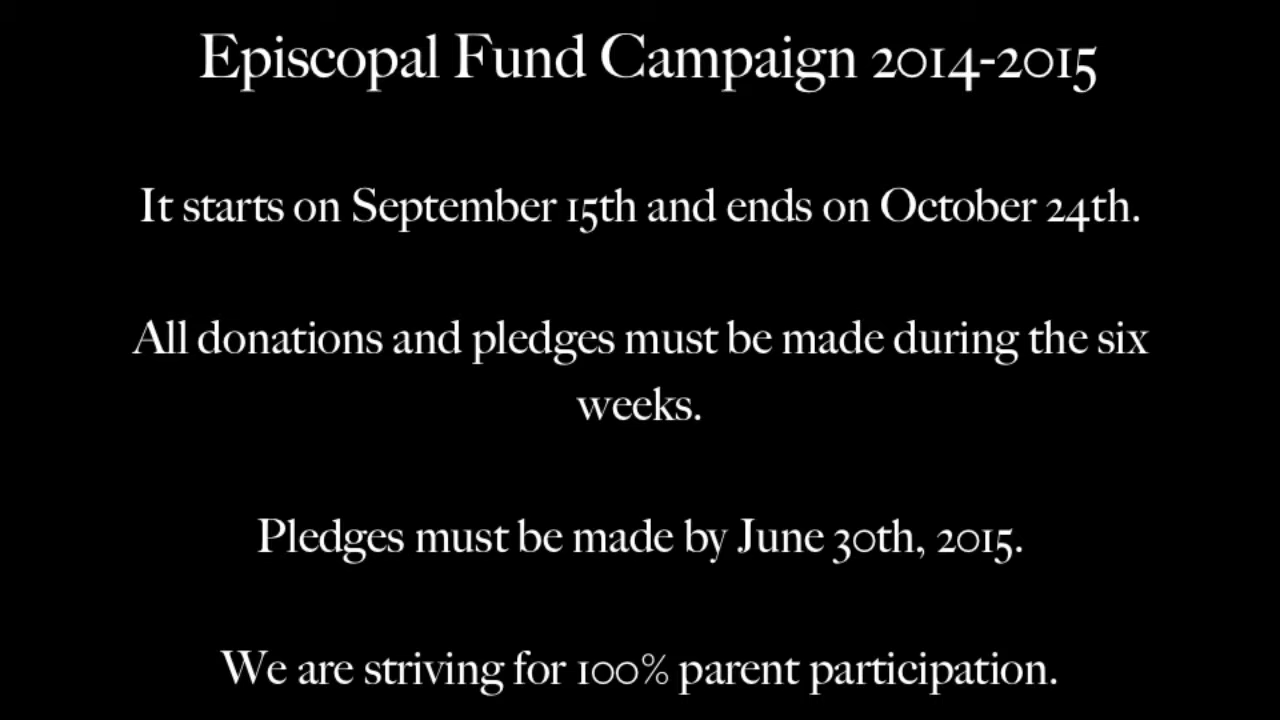 Episcopal Fund Campaign 2014-2015
It starts on September 15th and ends on October 24th.
All donations and pledges must be made during the six
weeks.
Pledges must be made by June 30th, 2015.
We are striving for 100% parent participation.